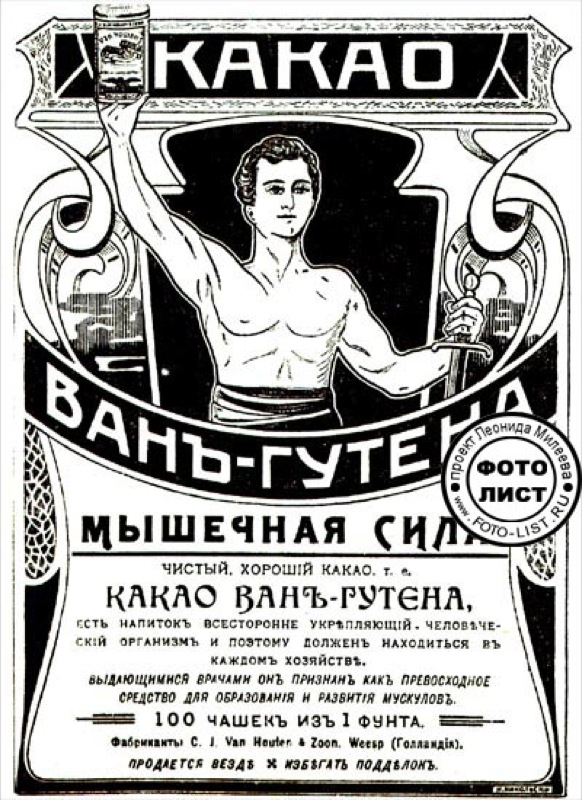 КАКАО
ВАНЪ-ГУТЕНА
проект Леонида Милеева
ФОТО
ЛИСТ
www.FOTO-LIST.RU
МЫШЕЧНАЯ СИЛА
ЧИСТЫЙ, ХОРОШІЙ КАКАО. т. е.
КАКАО ВАНЪ-ГУТЕНА,
ЕСТЬ НАПИТОКЪ ВСЕСТОРОННЕ УКРѢПЛЯЮЩІЙ. ЧЕЛОВѢЧЕ-
СКІЙ ОРГАНИЗМЪ И ПОЭТОМУ ДОЛЖЕНЪ НАХОДИТЬСЯ ВЪ
КАЖДОМЪ ХОЗЯЙСТВѢ.
ВЫДАЮЩИМИСЯ ВРАЧАМИ ОНЪ ПРИЗНАНЪ КАКЪ ПРЕВОСХОДНОЕ
СРЕДСТВО ДЛЯ ОБРАЗОВАНІЯ И РАЗВИТІЯ МУСКУЛОВЪ.
100 ЧАШЕКЪ ИЗЪ 1 ФУНТА.
Фабриканты C. J. Van Houten & Zoon. Weesp (Голландія).
ПРОДАЕТСЯ ВЕЗДѢ ИЗБѢГАТЬ ПОДДѢЛОКЪ.